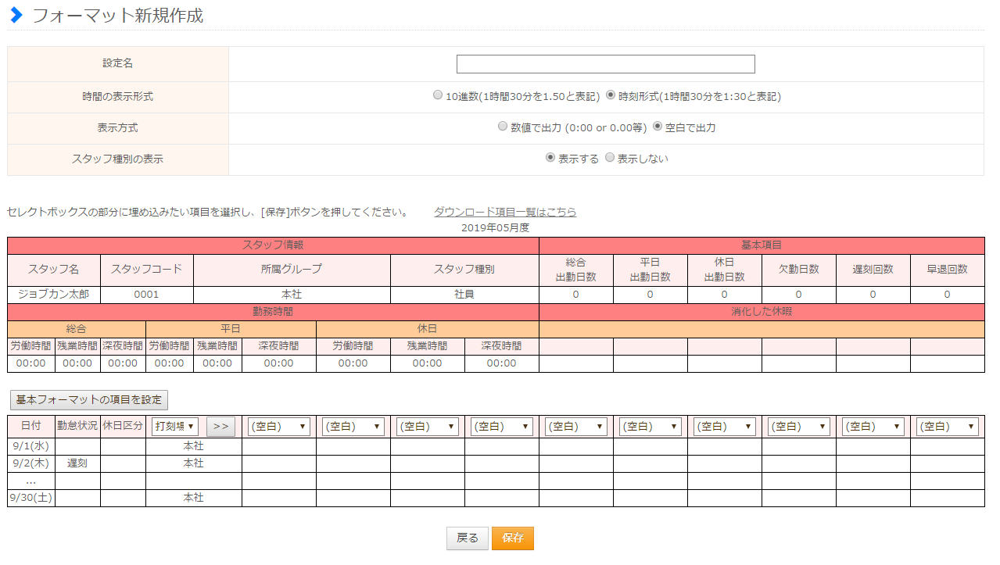 フォーマット新規作成
設定名
時間の表示形式 10進数(1時間30分を1.50と表記) 時刻形式(1時間30分を1:30と表記)
表示方式 数値で出力 (0:00 or 0.00等) 空白で出力
スタッフ種別の表示 表示する 表示しない
セレクトボックスの部分に埋め込みたい項目を選択し、[保存]ボタンを押してください。 ダウンロード項目一覧はこちら
2019年05月度
スタッフ情報 基本項目
スタッフ名 スタッフコード 所属グループ スタッフ種別 総合 平日 休日 欠勤日数 遅刻回数 早退回数
出勤日数 出勤日数 出勤日数
ジョブカン太郎 0001 本社 社員 0 0 0 0 0 0
勤務時間 消化した休暇
総合 平日 休日
労働時間 残業時間 深夜時間 労働時間 残業時間 深夜時間 労働時間 残業時間 深夜時間
00:00 00:00 00:00 00:00 00:00 00:00 00:00 00:00 00:00
基本フォーマットの項目を設定
日付 勤怠状況 休日区分 打刻場 >> (空白) (空白) (空白) (空白) (空白) (空白) (空白) (空白) (空白) (空白)
9/1(水) 本社
9/2(木) 遅刻 本社
...
9/30(土) 本社
戻る 保存